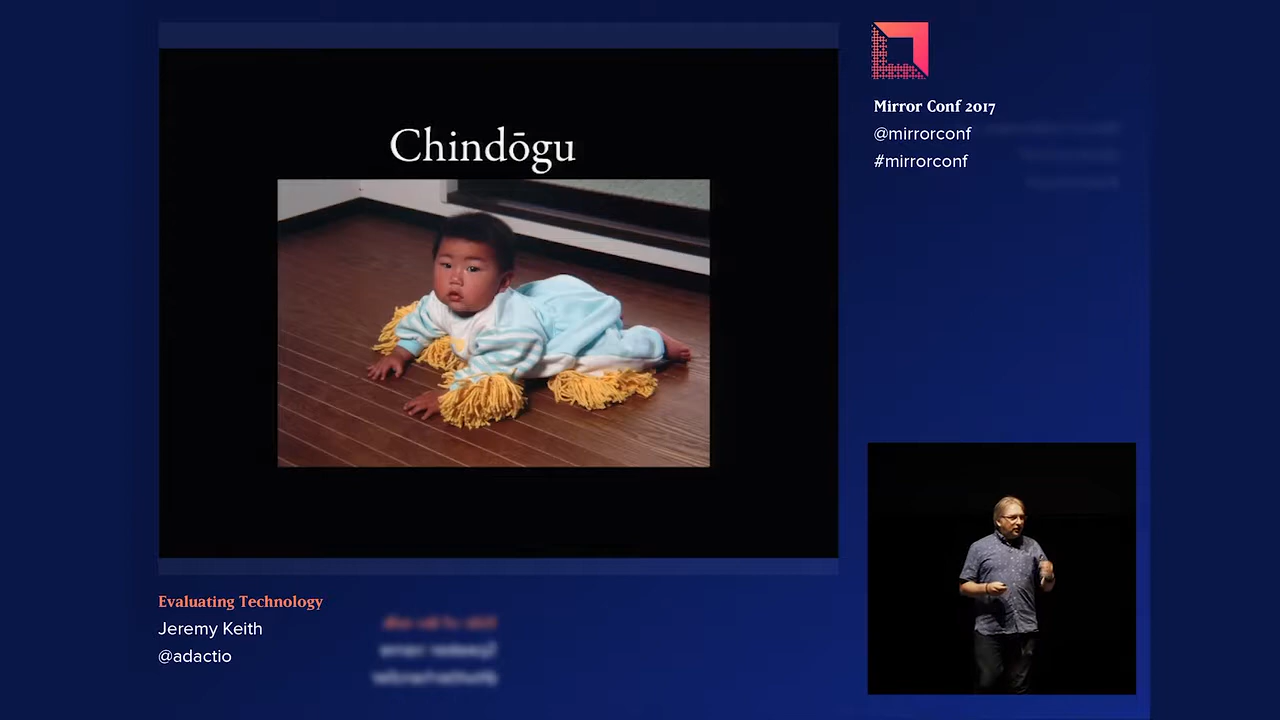 Chindōgu
Mirror Conf 2017
@mirrorconf
#mirrorconf
Evaluating Technology
Jeremy Keith
@adactio